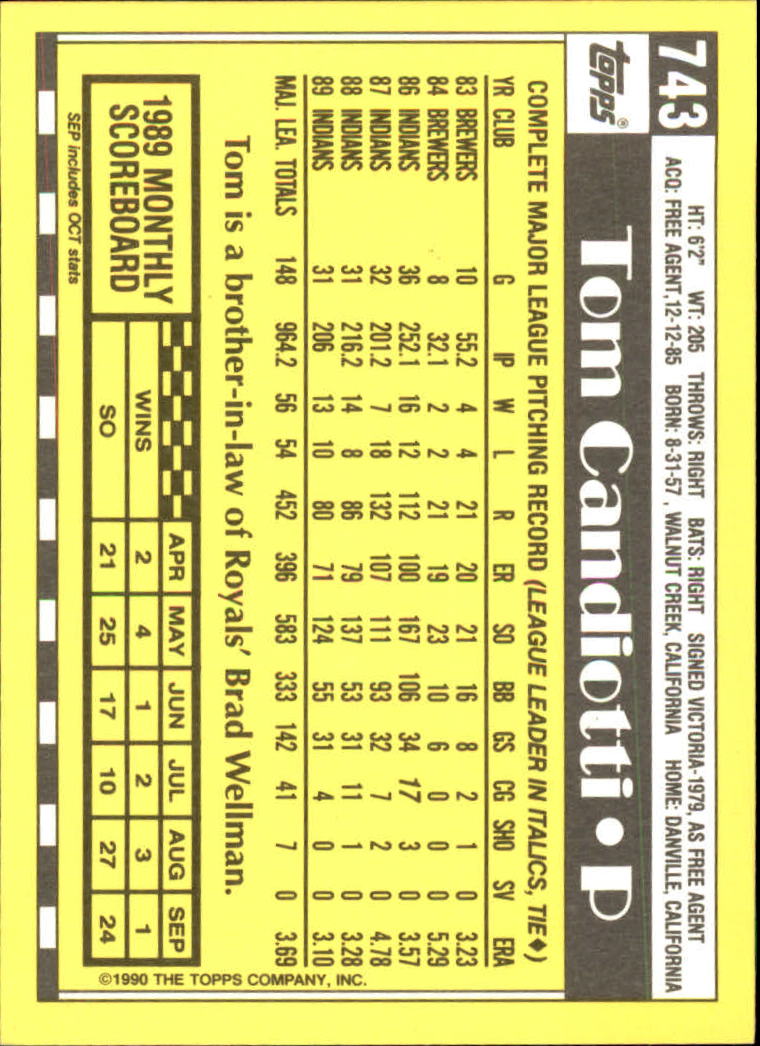 743
HT: 6'2" WT: 205 THROWS: RIGHT BATS: RIGHT SIGNED VICTORIA-1979, AS FREE AGENT
ACQ: FREE AGENT, 12-12-85 BORN: 8-31-57, WALNUT CREEK, CALIFORNIA HOME: DANVILLE, CALIFORNIA
topps®
Tom Candiotti • P
COMPLETE MAJOR LEAGUE PITCHING RECORD (LEAGUE LEADER IN ITALICS, TIE♦)
YR CLUB G IP W L R ER SO BB GS CG SHO SV ERA
83 BREWERS 10 55.2 4 4 21 20 21 16 8 2 1 0 3.23
84 BREWERS 8 32.1 2 2 21 19 23 10 6 0 0 0 5.29
86 INDIANS 36 252.1 16 12 112 100 167 106 34 17 3 0 3.57
87 INDIANS 32 201.2 7 18 132 107 111 93 32 7 2 0 4.78
88 INDIANS 31 216.2 14 8 86 79 137 53 31 11 1 0 3.28
89 INDIANS 31 206 13 10 80 71 124 55 31 4 0 0 3.10
MAJ. LEA. TOTALS 148 964.2 56 54 452 396 583 333 142 41 7 0 3.69
Tom is a brother-in-law of Royals' Brad Wellman.
1989 MONTHLY
SCOREBOARD
APR MAY JUN JUL AUG SEP
WINS 2 4 1 2 3 1
SO 21 25 17 10 27 24
SEP includes OCT stats
©1990 THE TOPPS COMPANY, INC.